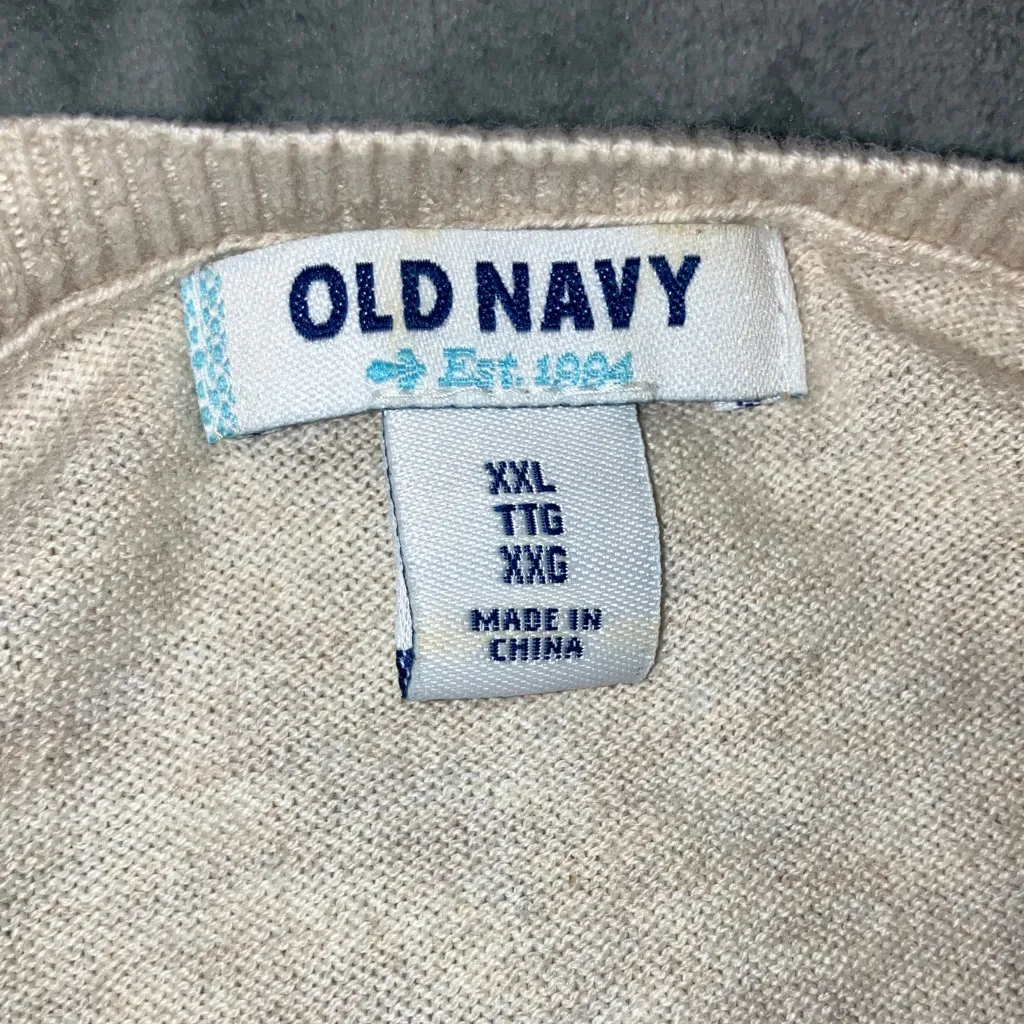 OLD NAVY
Est. 1994
XXL
TTG
XXG
MADE IN
CHINA